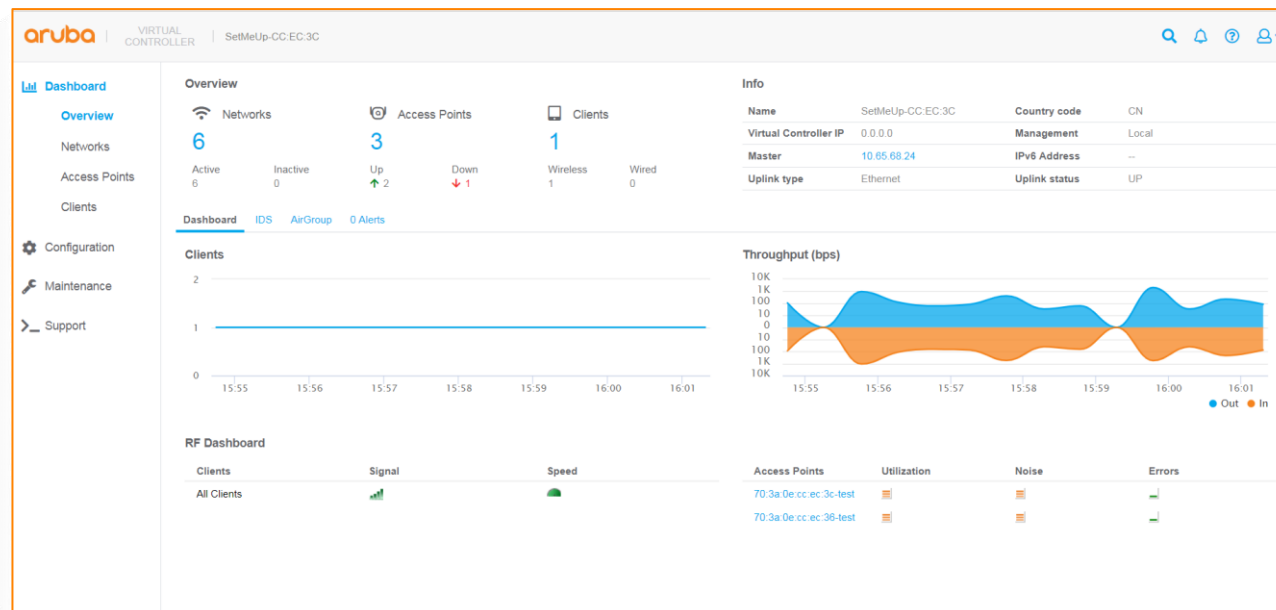 aruba VIRTUAL CONTROLLER SetMeUp-CC:EC:3C
Dashboard
Overview
Networks
Access Points
Clients
Configuration
Maintenance
Support
Overview
Networks Access Points Clients
6 3 1
Active Inactive Up Down Wireless Wired
6 0 2 1 1 0
Info
Name SetMeUp-CC:EC:3C Country code CN
Virtual Controller IP 0.0.0.0 Management Local
Master 10.65.68.24 IPv6 Address --
Uplink type Ethernet Uplink status UP
Dashboard IDS AirGroup 0 Alerts
Clients
2
1
0
15:55 15:56 15:57 15:58 15:59 16:00 16:01
Throughput (bps)
10K
1K
100
10
0
10
100
1K
10K
15:55 15:56 15:57 15:58 15:59 16:00 16:01
Out In
RF Dashboard
Clients Signal Speed
All Clients
Access Points Utilization Noise Errors
70:3a:0e:cc:ec:3c-test
70:3a:0e:cc:ec:36-test